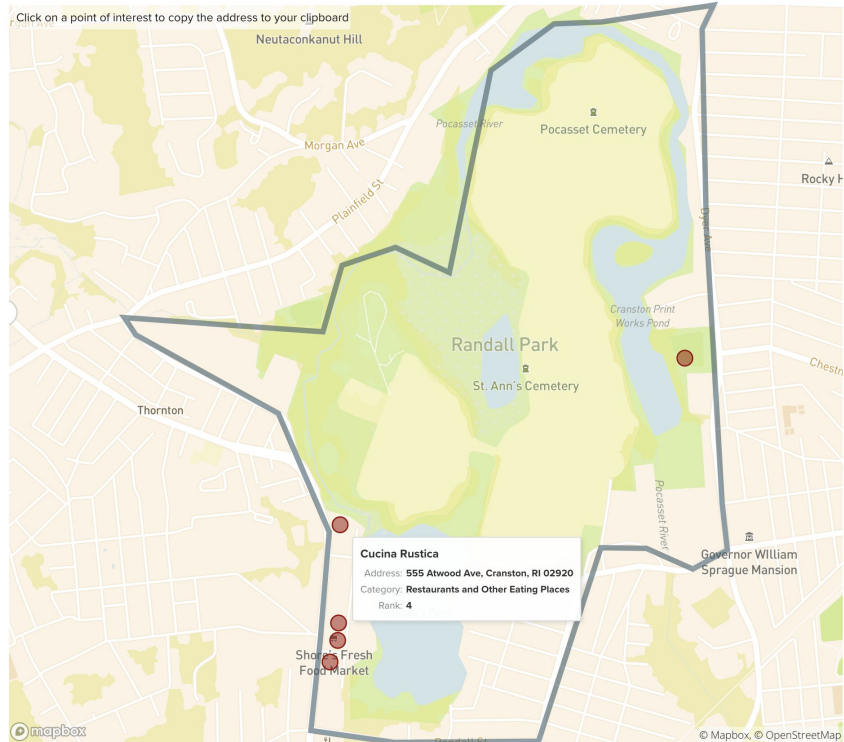 Click on a point of interest to copy the address to your clipboard
Neutaconkanut Hill
Pocasset River
Pocasset Cemetery
Morgan Ave
Rocky H
Plainfield St
Dyer Ave
Cranston Print
Works Pond
Randall Park
St. Ann's Cemetery
Chestn
Thornton
Pocasset River
Cucina Rustica
Address: 555 Atwood Ave, Cranston, RI 02920
Category: Restaurants and Other Eating Places
Rank: 4
Governor WIlliam
Sprague Mansion
Shore's Fresh
Food Market
Randall St
mapbox
© Mapbox, © OpenStreetMap